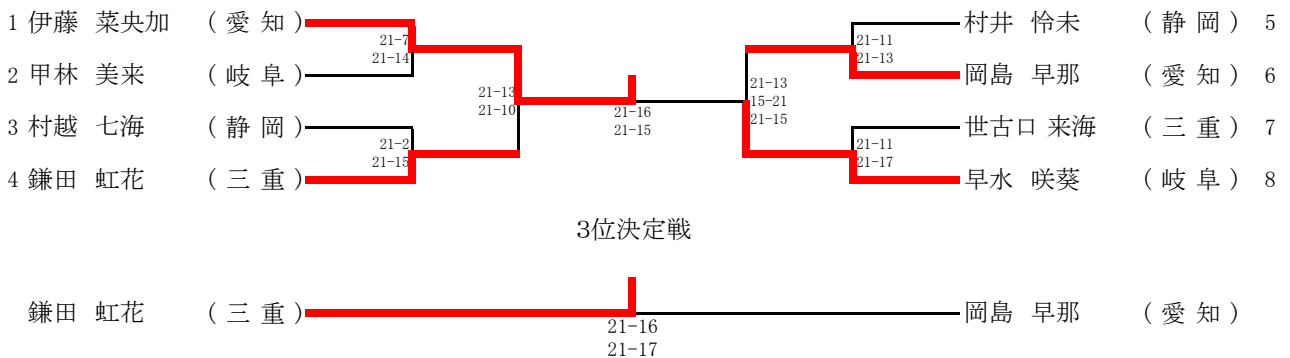 1 伊藤 菜央加 (愛知) 村井 怜未 (静岡) 5
21-7 21-11
21-14 21-13
2 甲林 美来 (岐阜) 岡島 早那 (愛知) 6
21-13 21-13
21-10 21-16 15-21
21-15 21-15
3 村越 七海 (静岡) 世古口 来海 (三重) 7
21-2 21-11
21-15 21-17
4 鎌田 虹花 (三重) 早水 咲葵 (岐阜) 8
3位決定戦
鎌田 虹花 (三重) 岡島 早那 (愛知)
21-16
21-17